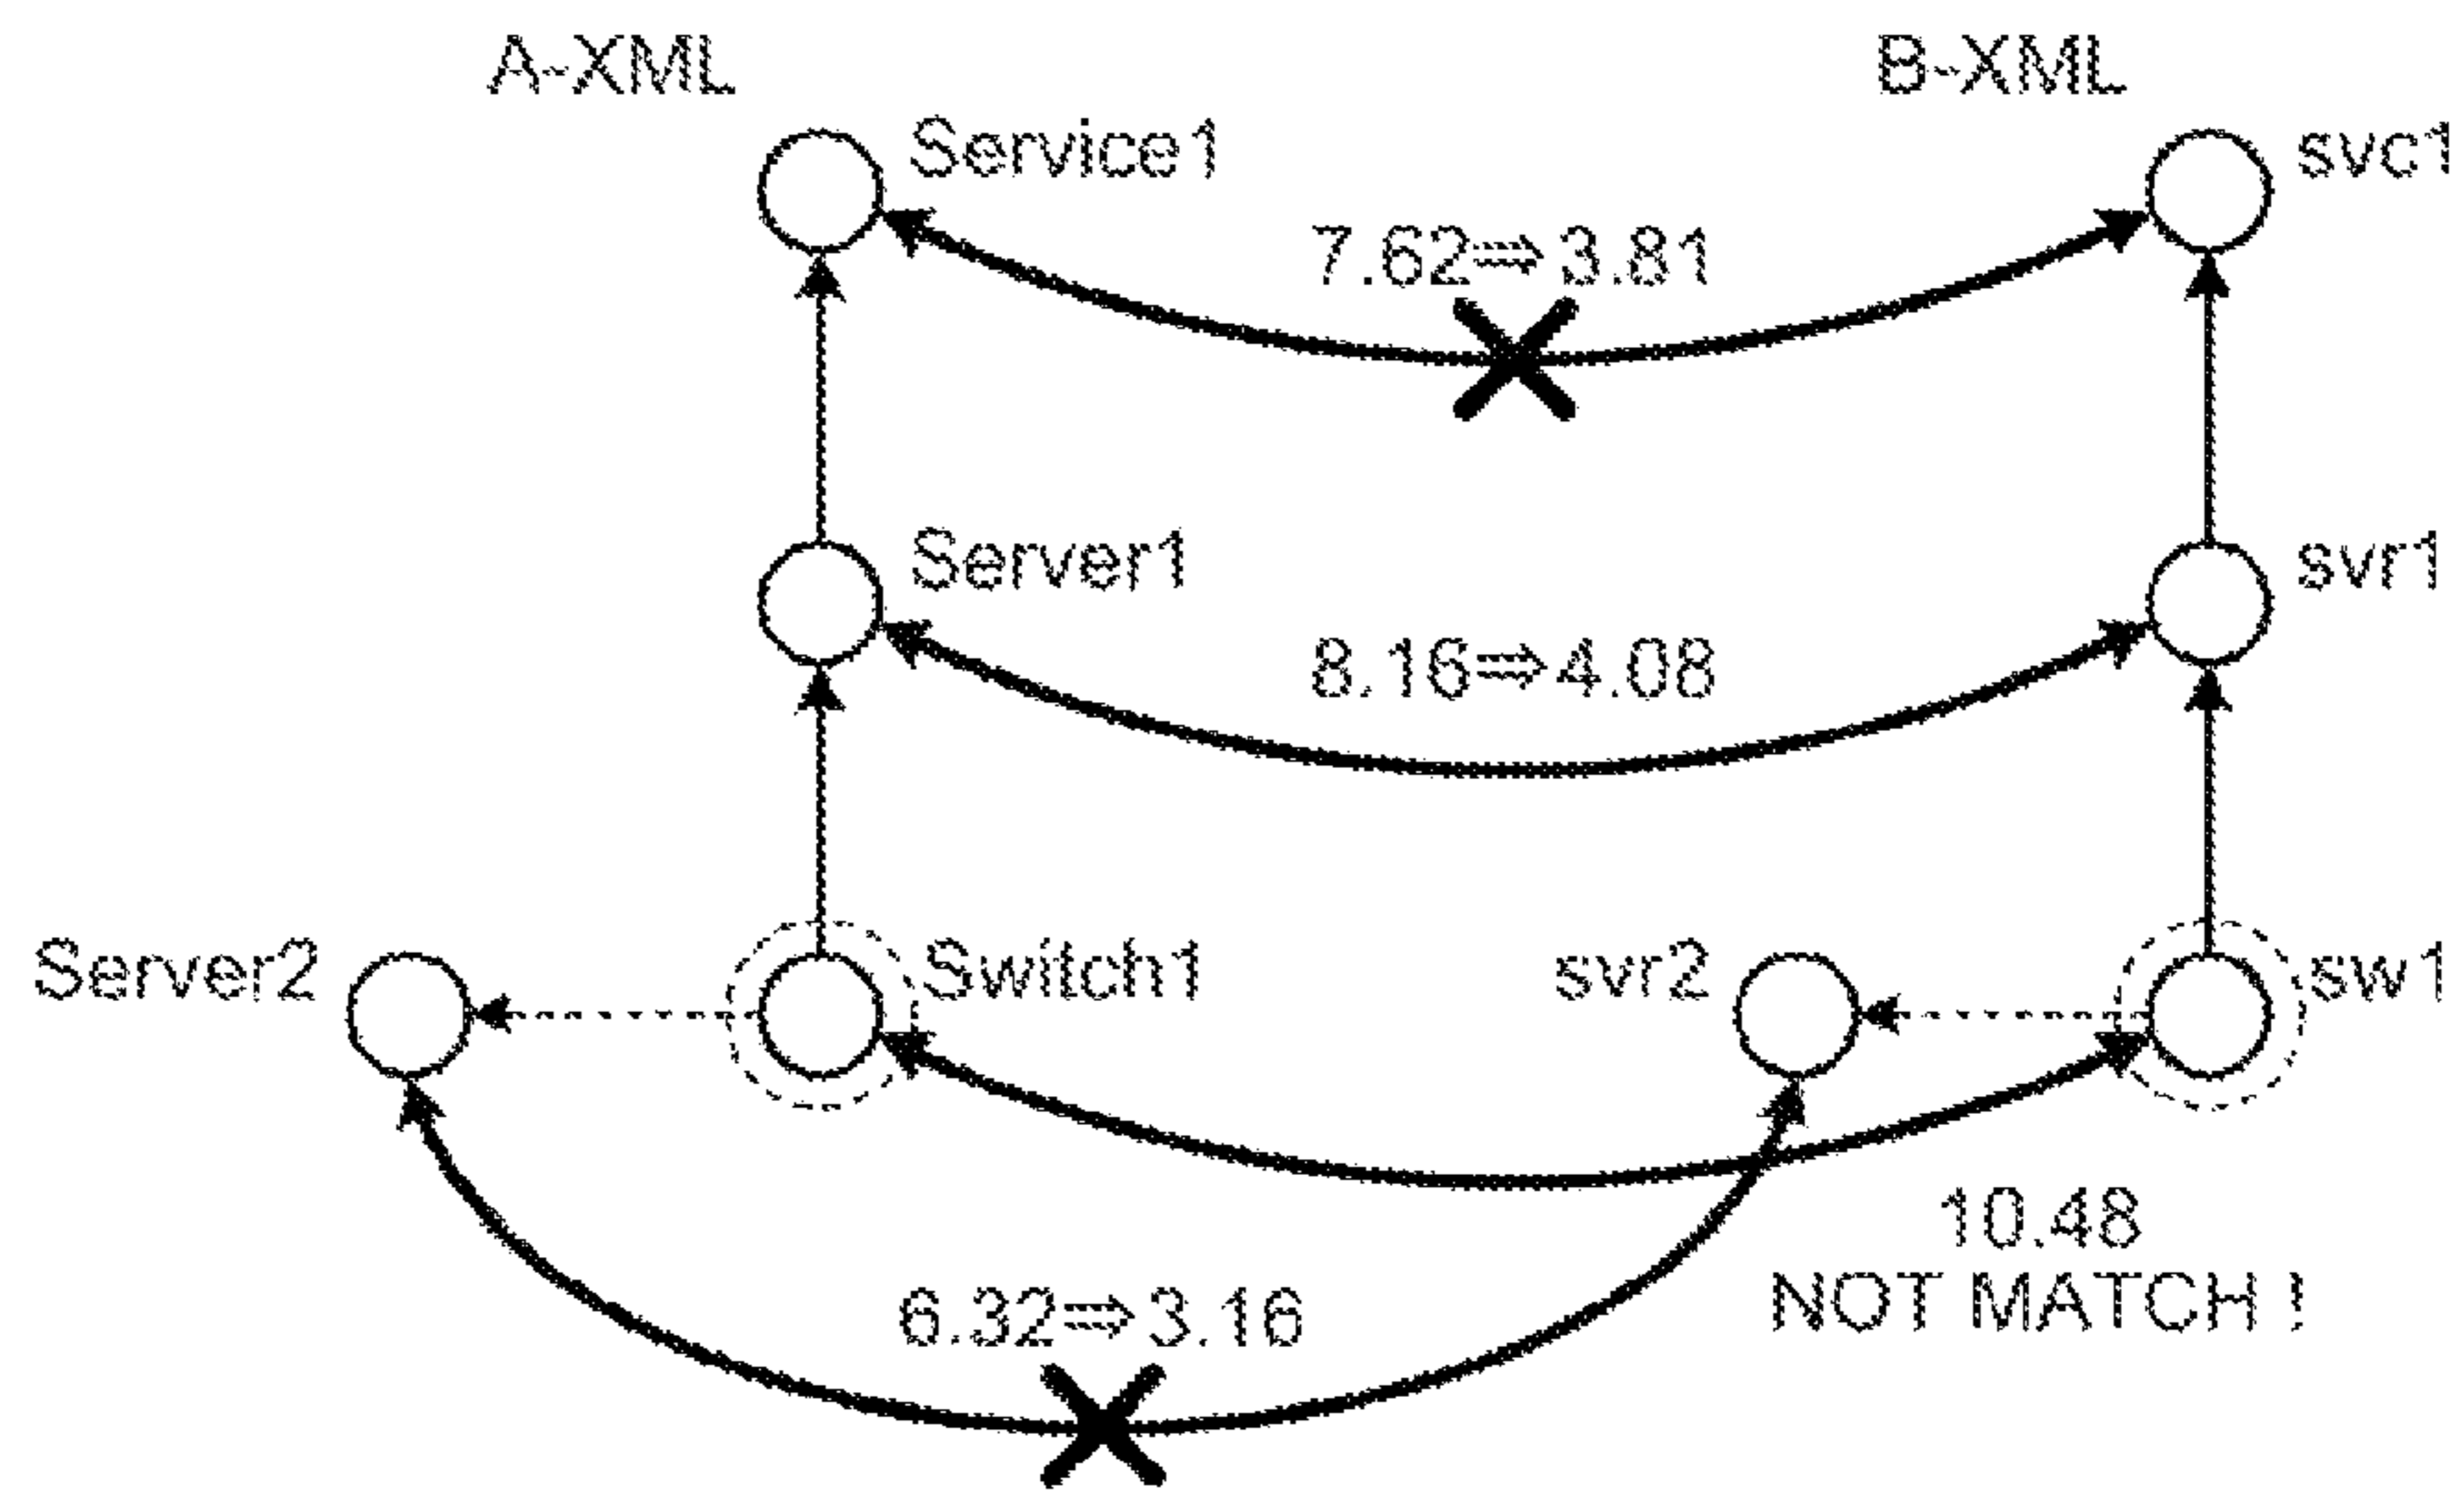 A-XML
B-XML
Service1
svc1
7.62⇒3.81
Server1
svr1
8.16⇒4.08
Server2
Switch1
svr2
sw1
10.48
NOT MATCH !
6.32⇒3.16